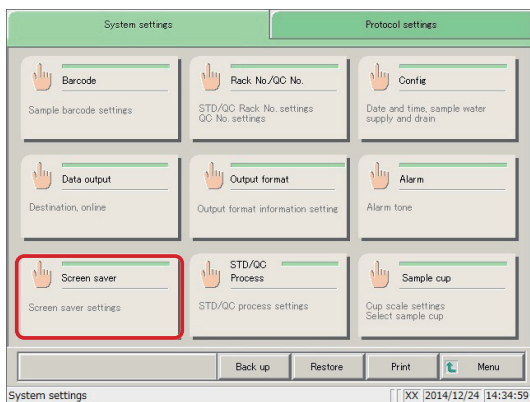 System settings
Protocol settings
Barcode
Sample barcode settings
Rack No./QC No.
STD/QC Rack No. settings
QC No. settings
Config
Date and time, sample water
supply and drain
Data output
Destination, online
Output format
Output format information setting
Alarm
Alarm tone
Screen saver
Screen saver settings
STD/QC
Process
STD/QC process settings
Sample cup
Cup scale settings
Select sample cup
Back up
Restore
Print
Menu
System settings
XX 2014/12/24 14:34:59